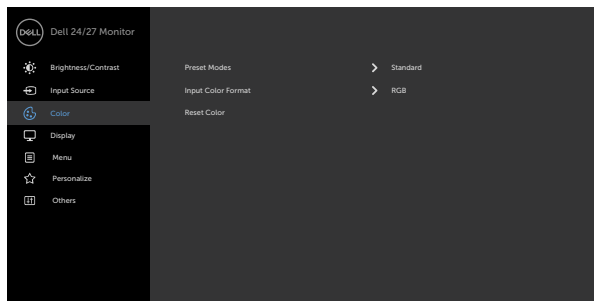 DELL Dell 24/27 Monitor
Brightness/Contrast Preset Modes Standard
Input Source Input Color Format RGB
Color Reset Color
Display
Menu
Personalize
Others